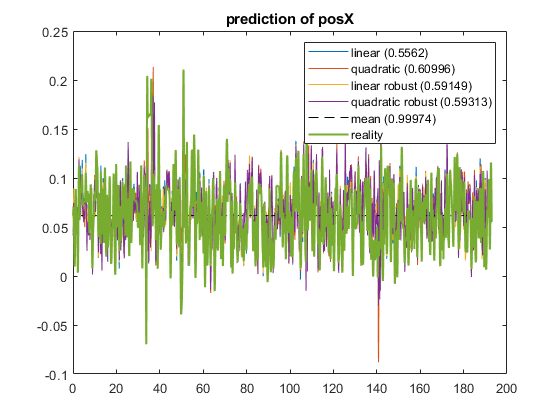 prediction of posX
0.25
0.2
0.15
0.1
0.05
0
-0.05
-0.1
linear (0.5562)
quadratic (0.60996)
linear robust (0.59149)
quadratic robust (0.59313)
mean (0.99974)
reality
0 20 40 60 80 100 120 140 160 180 200